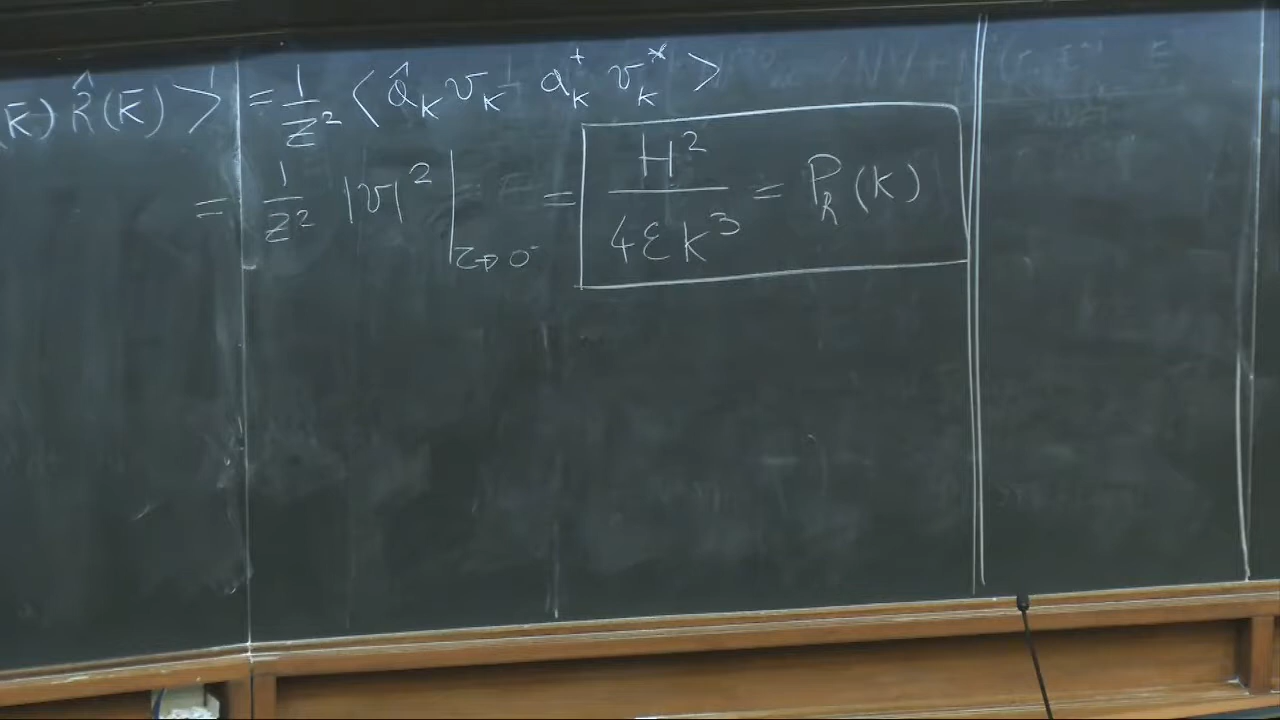 k̄) R̂(k̄) > = 1/z² < â_k v_k a_k^† v_k^* >
= 1/z² |v|² |_{τ→0⁻} = H²/4εk³ = P_R(k)